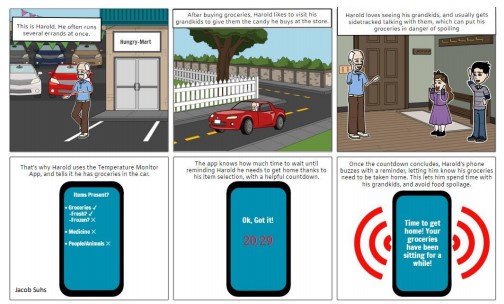 This is Harold. He often runs
several errands at once.
Hungry-Mart
After buying groceries, Harold likes to visit his
grandkids to give them the candy he buys at the store.
Harold loves seeing his grandkids, and usually gets
sidetracked talking with them, which can put his
groceries in danger of spoiling
That's why Harold uses the Temperature Monitor
App, and tells it he has groceries in the car.
Items Present?
• Groceries ✓
-Fresh? ✓
-Frozen? ✕
• Medicine ✕
• People/Animals ✕
Jacob Suhs
The app knows how much time to wait until
reminding Harold he needs to get home thanks to
his item selection, with a helpful countdown.
Ok, Got it!
20:29
Once the countdown concludes, Harold's phone
buzzes with a reminder, letting him know his groceries
need to be taken home. This lets him spend time with
his grandkids, and avoid food spoilage.
Time to get
home! Your
groceries
have been
sitting for a
while!